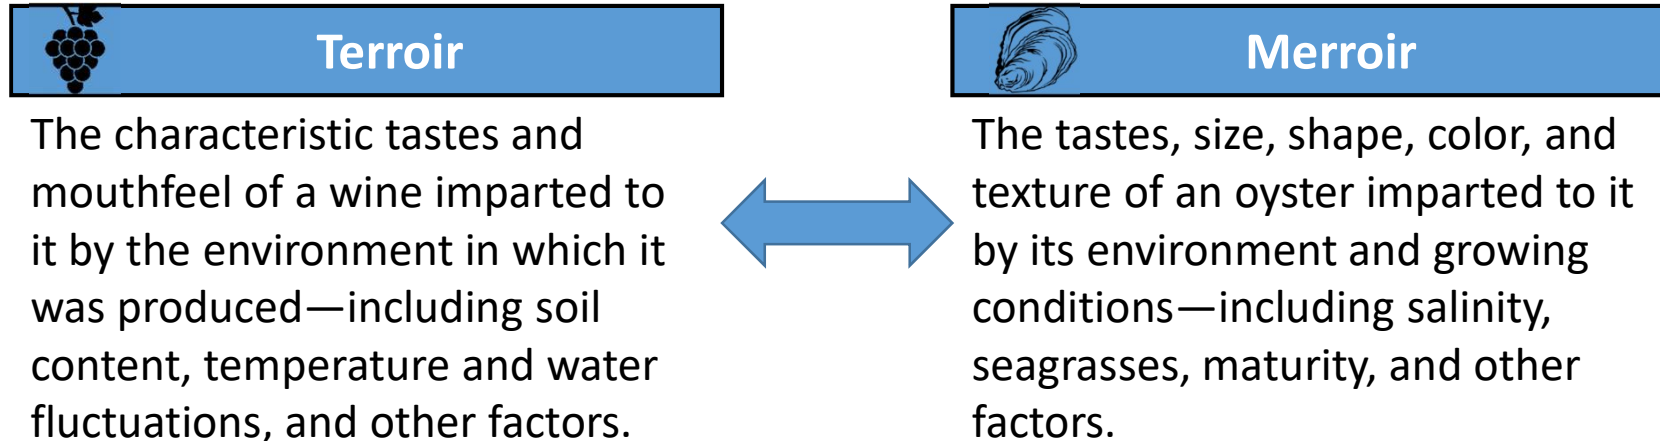 Terroir
The characteristic tastes and
mouthfeel of a wine imparted to
it by the environment in which it
was produced—including soil
content, temperature and water
fluctuations, and other factors.
Merroir
The tastes, size, shape, color, and
texture of an oyster imparted to it
by its environment and growing
conditions—including salinity,
seagrasses, maturity, and other
factors.